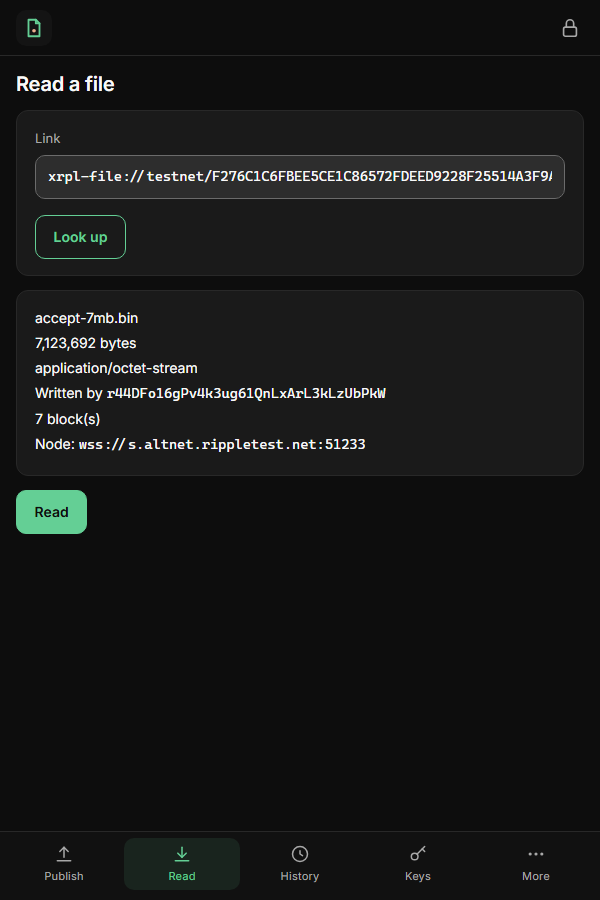 Read a file
Link
xrpl-file://testnet/F276C1C6FBEE5CE1C86572FDEED9228F25514A3F9
Look up
accept-7mb.bin
7,123,692 bytes
application/octet-stream
Written by r44DFo16gPv4k3ug61QnLxArL3kLzUbPkW
7 block(s)
Node: wss://s.altnet.rippletest.net:51233
Read
Publish
Read
History
Keys
More